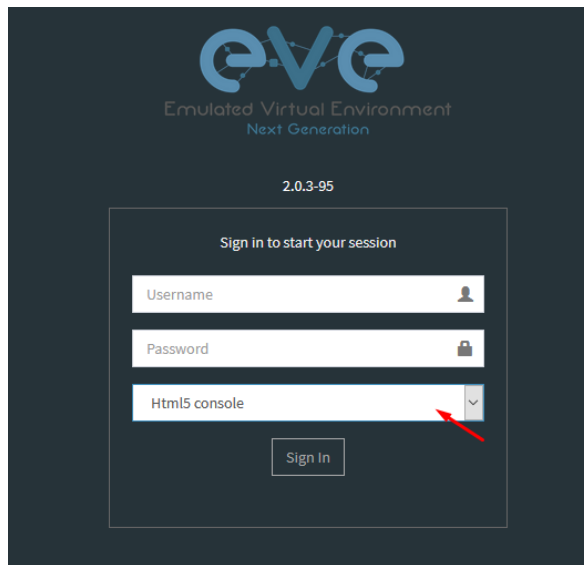 eve
Emulated Virtual Environment
Next Generation
2.0.3-95
Sign in to start your session
Username
Password
Html5 console
Sign In